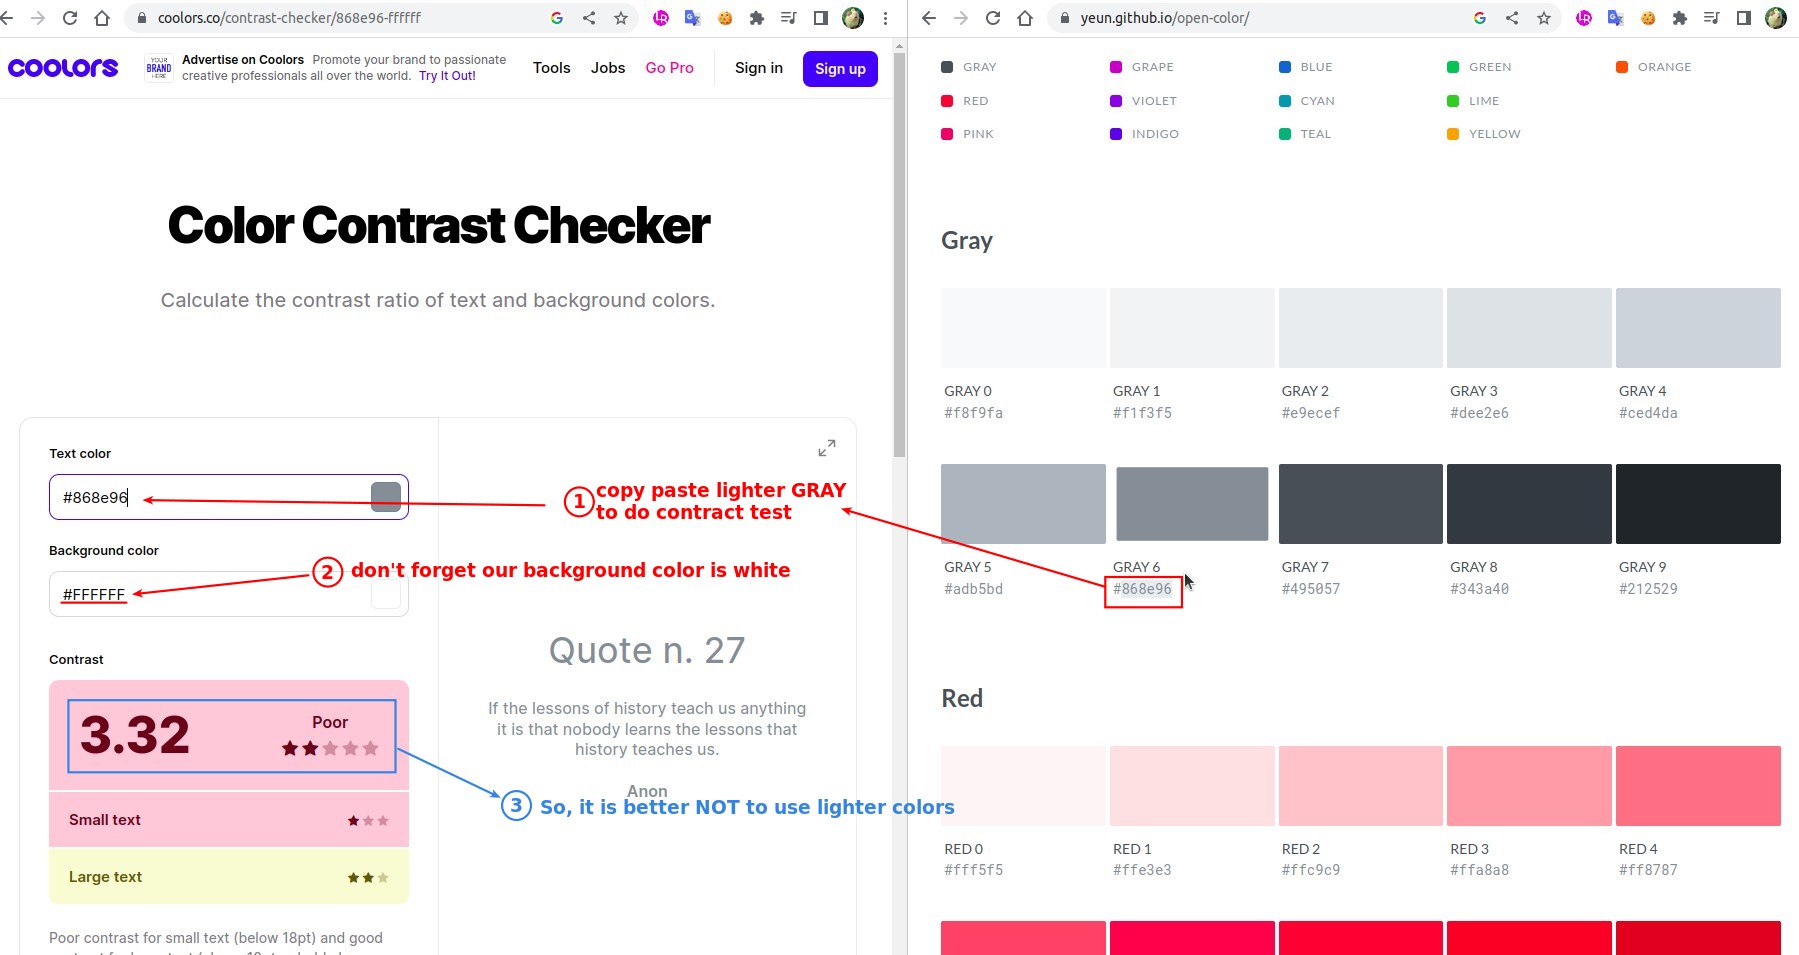 coolors.co/contrast-checker/868e96-ffffff
coolors
YOUR
BRAND
HERE
Advertise on Coolors Promote your brand to passionate
creative professionals all over the world. Try It Out!
Tools
Jobs
Go Pro
Sign in
Sign up
Color Contrast Checker
Calculate the contrast ratio of text and background colors.
Text color
#868e96
1
copy paste lighter GRAY
to do contract test
Background color
#FFFFFF
2
don't forget our background color is white
Contrast
3.32
Poor
Small text
Large text
Poor contrast for small text (below 18pt) and good
Quote n. 27
If the lessons of history teach us anything
it is that nobody learns the lessons that
history teaches us.
Anon
3
So, it is better NOT to use lighter colors
yeun.github.io/open-color/
GRAY
GRAPE
BLUE
GREEN
ORANGE
RED
VIOLET
CYAN
LIME
PINK
INDIGO
TEAL
YELLOW
Gray
GRAY 0
#f8f9fa
GRAY 1
#f1f3f5
GRAY 2
#e9ecef
GRAY 3
#dee2e6
GRAY 4
#ced4da
GRAY 5
#adb5bd
GRAY 6
#868e96
GRAY 7
#495057
GRAY 8
#343a40
GRAY 9
#212529
Red
RED 0
#fff5f5
RED 1
#ffe3e3
RED 2
#ffc9c9
RED 3
#ffa8a8
RED 4
#ff8787